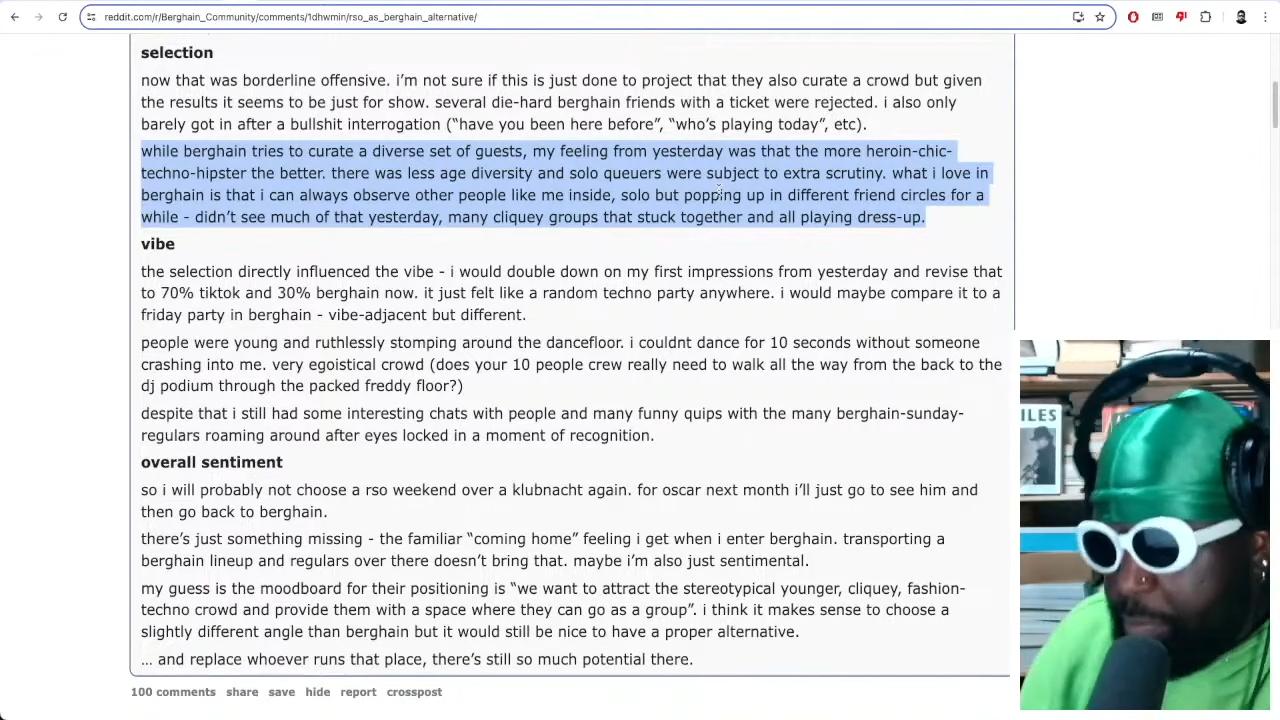 reddit.com/r/Berghain_Community/comments/1dhwmin/rso_as_berghain_alternative/
selection
now that was borderline offensive. i’m not sure if this is just done to project that they also curate a crowd but given
the results it seems to be just for show. several die-hard berghain friends with a ticket were rejected. i also only
barely got in after a bullshit interrogation (“have you been here before”, “who’s playing today”, etc).
while berghain tries to curate a diverse set of guests, my feeling from yesterday was that the more heroin-chic-
techno-hipster the better. there was less age diversity and solo queuers were subject to extra scrutiny. what i love in
berghain is that i can always observe other people like me inside, solo but popping up in different friend circles for a
while - didn’t see much of that yesterday, many cliquey groups that stuck together and all playing dress-up.
vibe
the selection directly influenced the vibe - i would double down on my first impressions from yesterday and revise that
to 70% tiktok and 30% berghain now. it just felt like a random techno party anywhere. i would maybe compare it to a
friday party in berghain - vibe-adjacent but different.
people were young and ruthlessly stomping around the dancefloor. i couldnt dance for 10 seconds without someone
crashing into me. very egoistical crowd (does your 10 people crew really need to walk all the way from the back to the
dj podium through the packed freddy floor?)
despite that i still had some interesting chats with people and many funny quips with the many berghain-sunday-
regulars roaming around after eyes locked in a moment of recognition.
overall sentiment
so i will probably not choose a rso weekend over a klubnacht again. for oscar next month i’ll just go to see him and
then go back to berghain.
there’s just something missing - the familiar “coming home” feeling i get when i enter berghain. transporting a
berghain lineup and regulars over there doesn’t bring that. maybe i’m also just sentimental.
my guess is the moodboard for their positioning is “we want to attract the stereotypical younger, cliquey, fashion-
techno crowd and provide them with a space where they can go as a group”. i think it makes sense to choose a
slightly different angle than berghain but it would still be nice to have a proper alternative.
… and replace whoever runs that place, there’s still so much potential there.
100 comments share save hide report crosspost
ILES